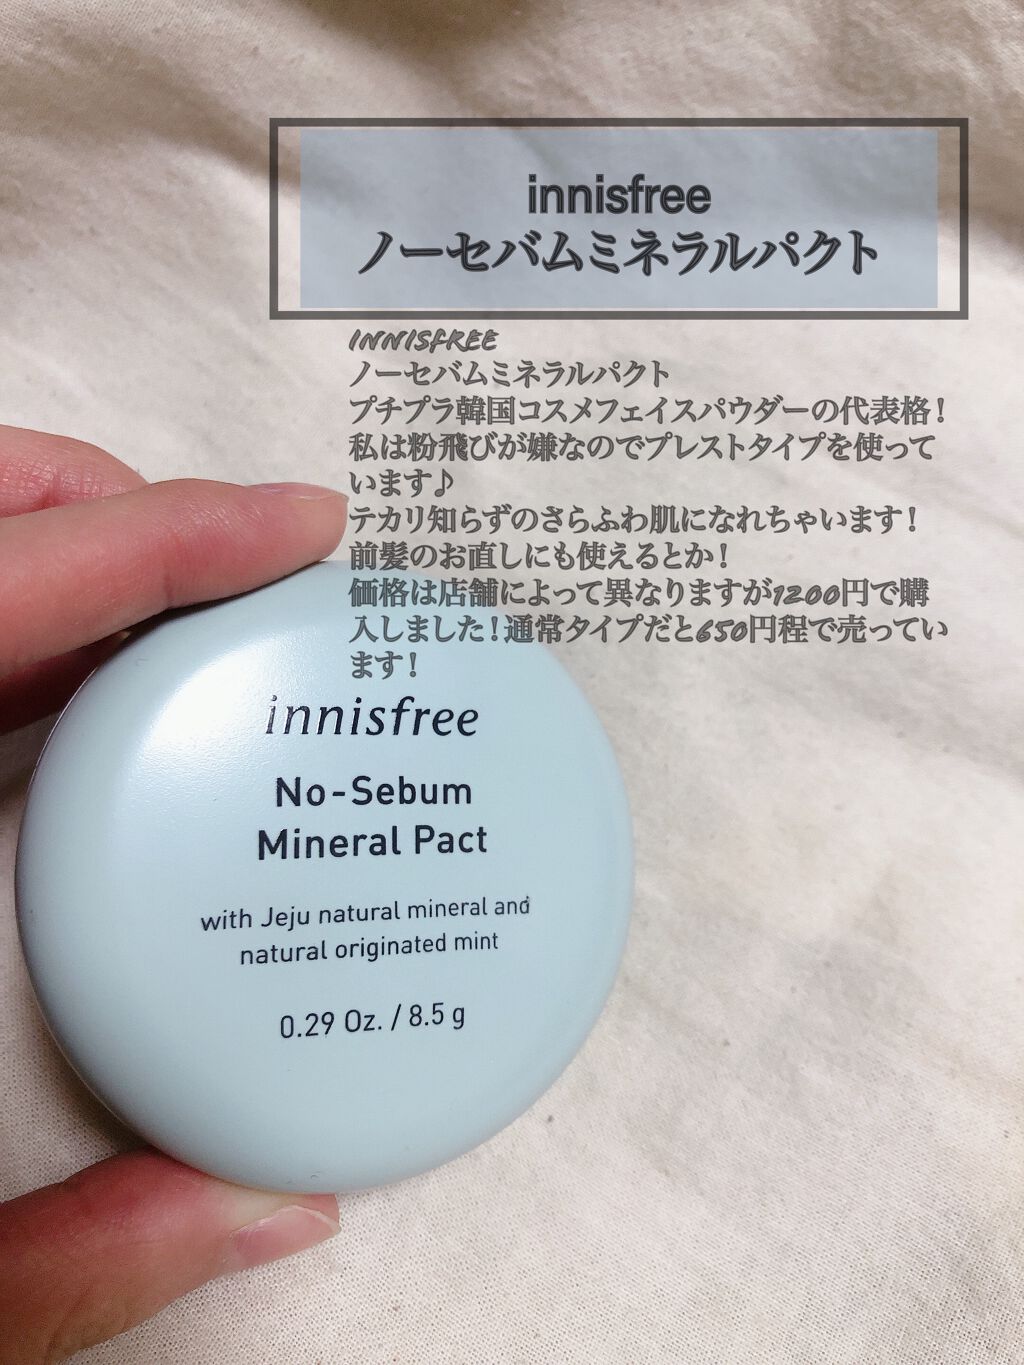 innisfree
ノーセバムミネラルパクト
INNISFREE
ノーセバムミネラルパクト
プチプラ韓国コスメフェイスパウダーの代表格！
私は粉飛びが嫌なのでプレストタイプを使って
います♪
テカリ知らずのさらふわ肌になれちゃいます！
前髪のお直しにも使えるとか！
価格は店舗によって異なりますが1200円で購
入しました！通常タイプだと650円程で売ってい
ます！
innisfree
No-Sebum
Mineral Pact
with Jeju natural mineral and
natural originated mint
0.29 Oz. / 8.5 g